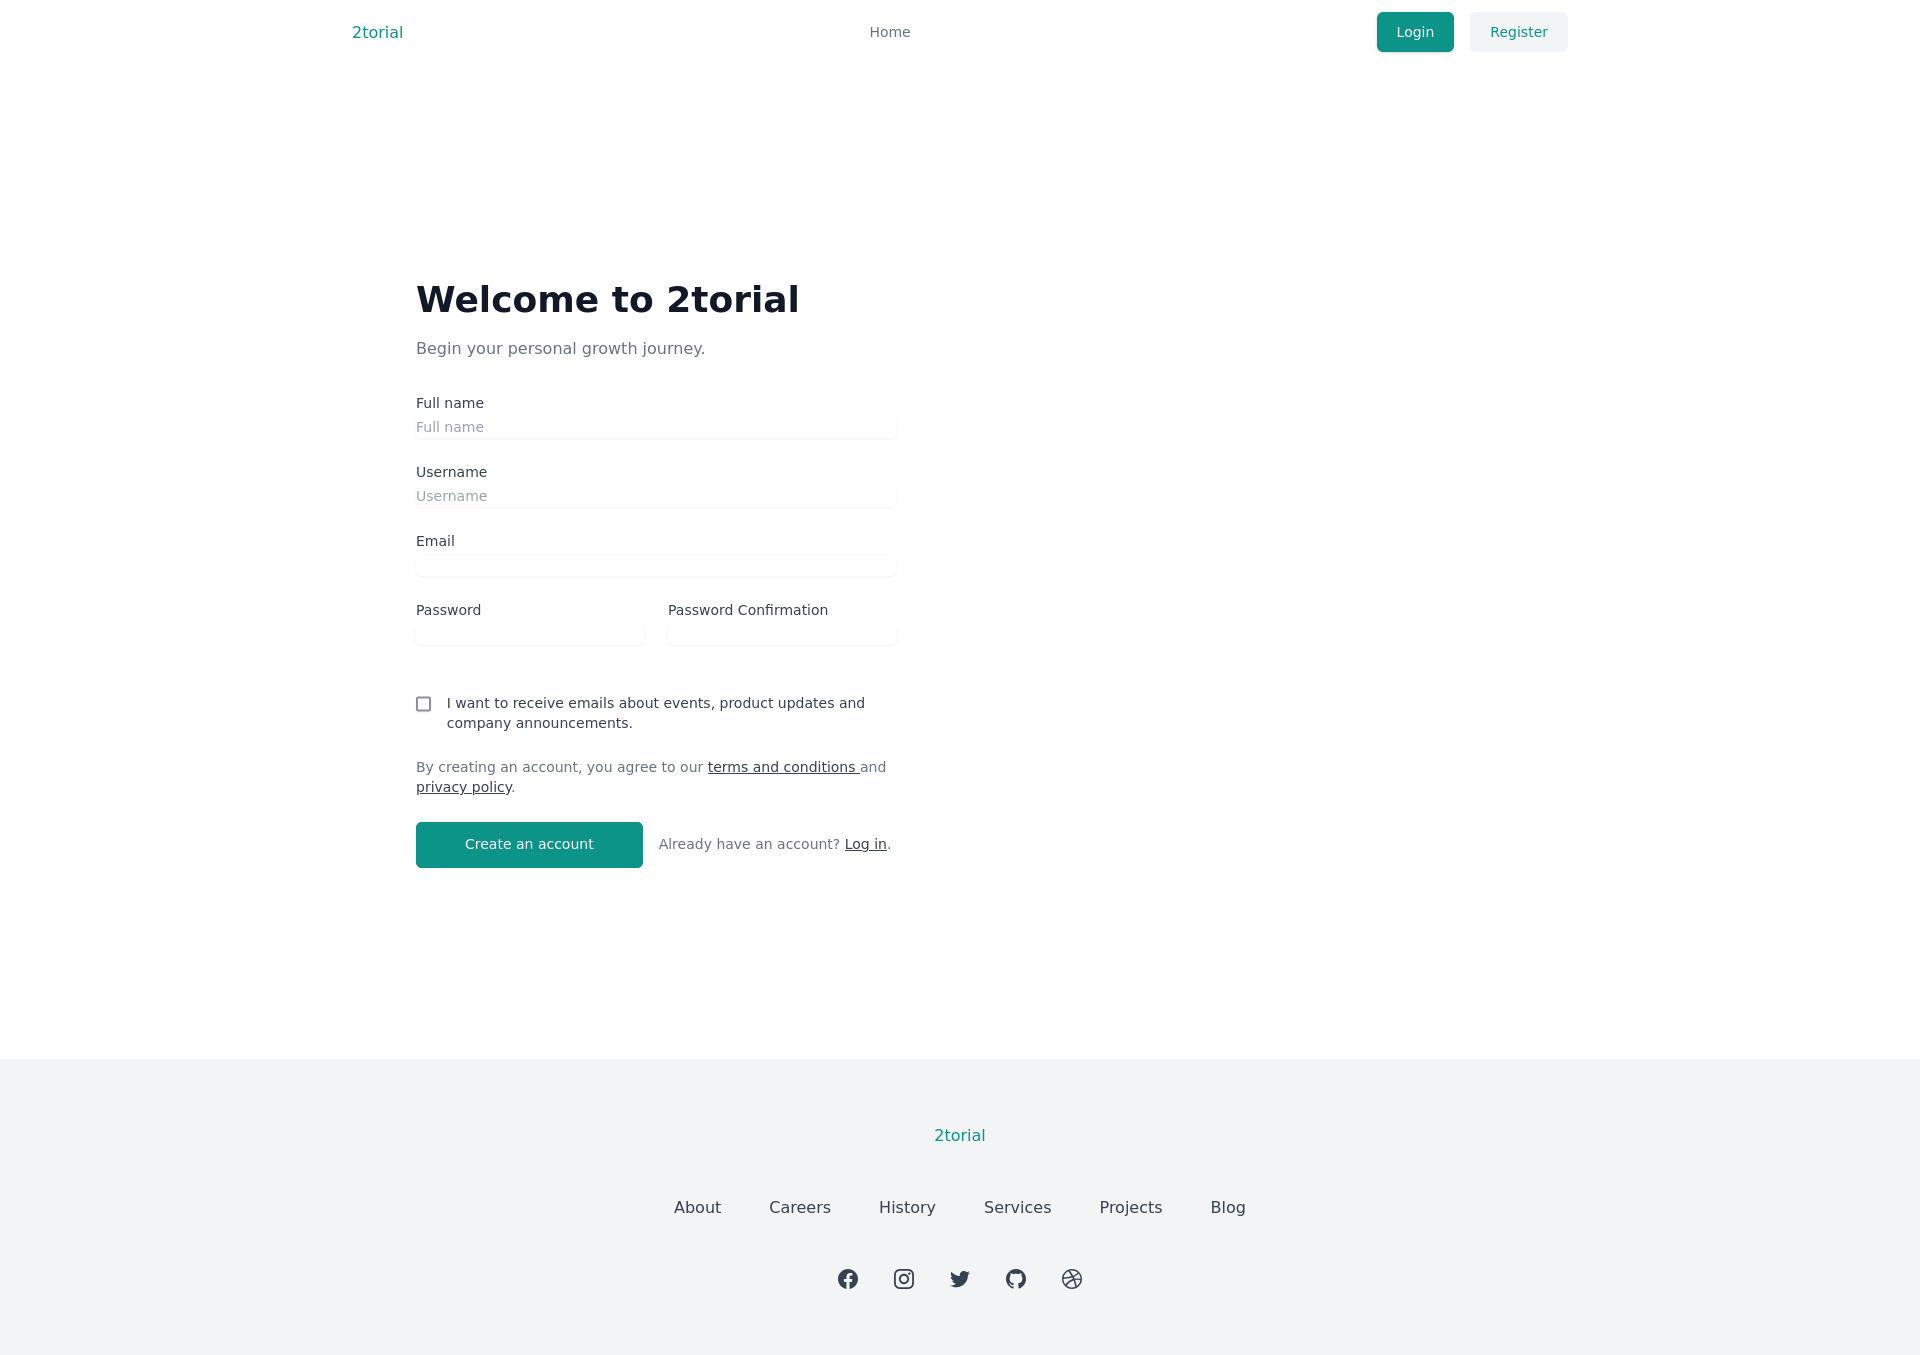 2torial
Home
Login
Register
Welcome to 2torial
Begin your personal growth journey.
Full name
Full name
Username
Username
Email
Password
Password Confirmation
I want to receive emails about events, product updates and
company announcements.
By creating an account, you agree to our terms and conditions and
privacy policy.
Create an account
Already have an account? Log in.
2torial
About
Careers
History
Services
Projects
Blog